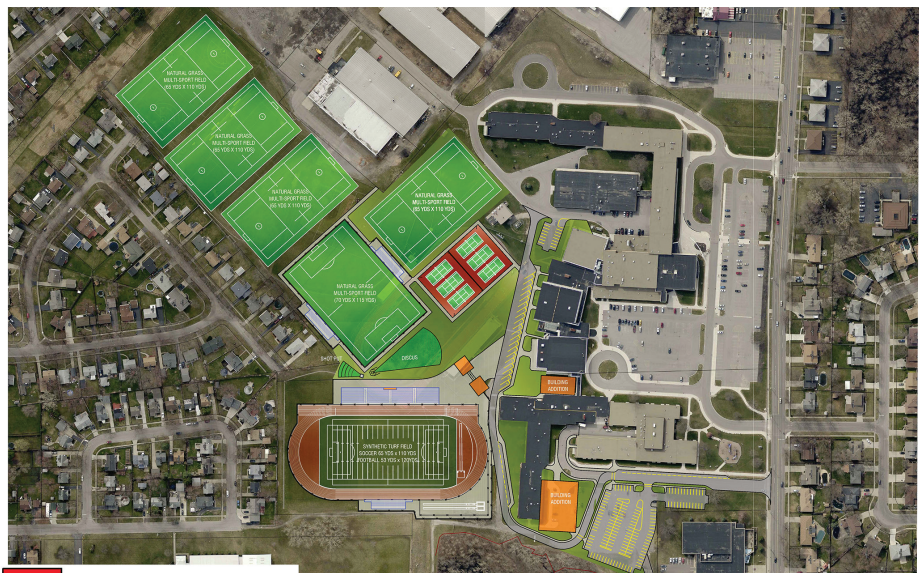 NATURAL GRASS
MULTI-SPORT FIELD
(65 YDS X 110 YDS)
NATURAL GRASS
MULTI-SPORT FIELD
(65 YDS X 110 YDS)
NATURAL GRASS
MULTI-SPORT FIELD
(65 YDS X 110 YDS)
NATURAL GRASS
MULTI-SPORT FIELD
(65 YDS X 110 YDS)
NATURAL GRASS
MULTI-SPORT FIELD
(70 YDS X 110 YDS)
SHOT PUT
DISCUS
BUILDING
ADDITION
SYNTHETIC TURF FIELD
SOCCER 65 YDS x 110 YDS
FOOTBALL 53 YDS x 120YDS
BUILDING
ADDITION